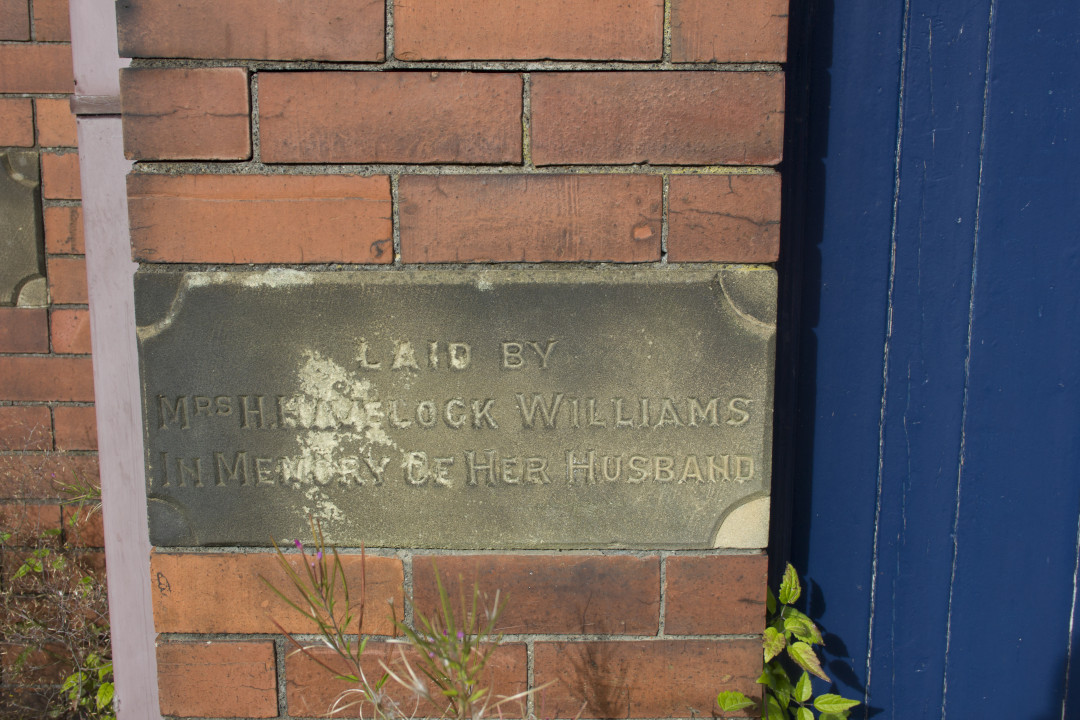 LAID BY
MRS H. HAVELOCK WILLIAMS
IN MEMORY OF HER HUSBAND